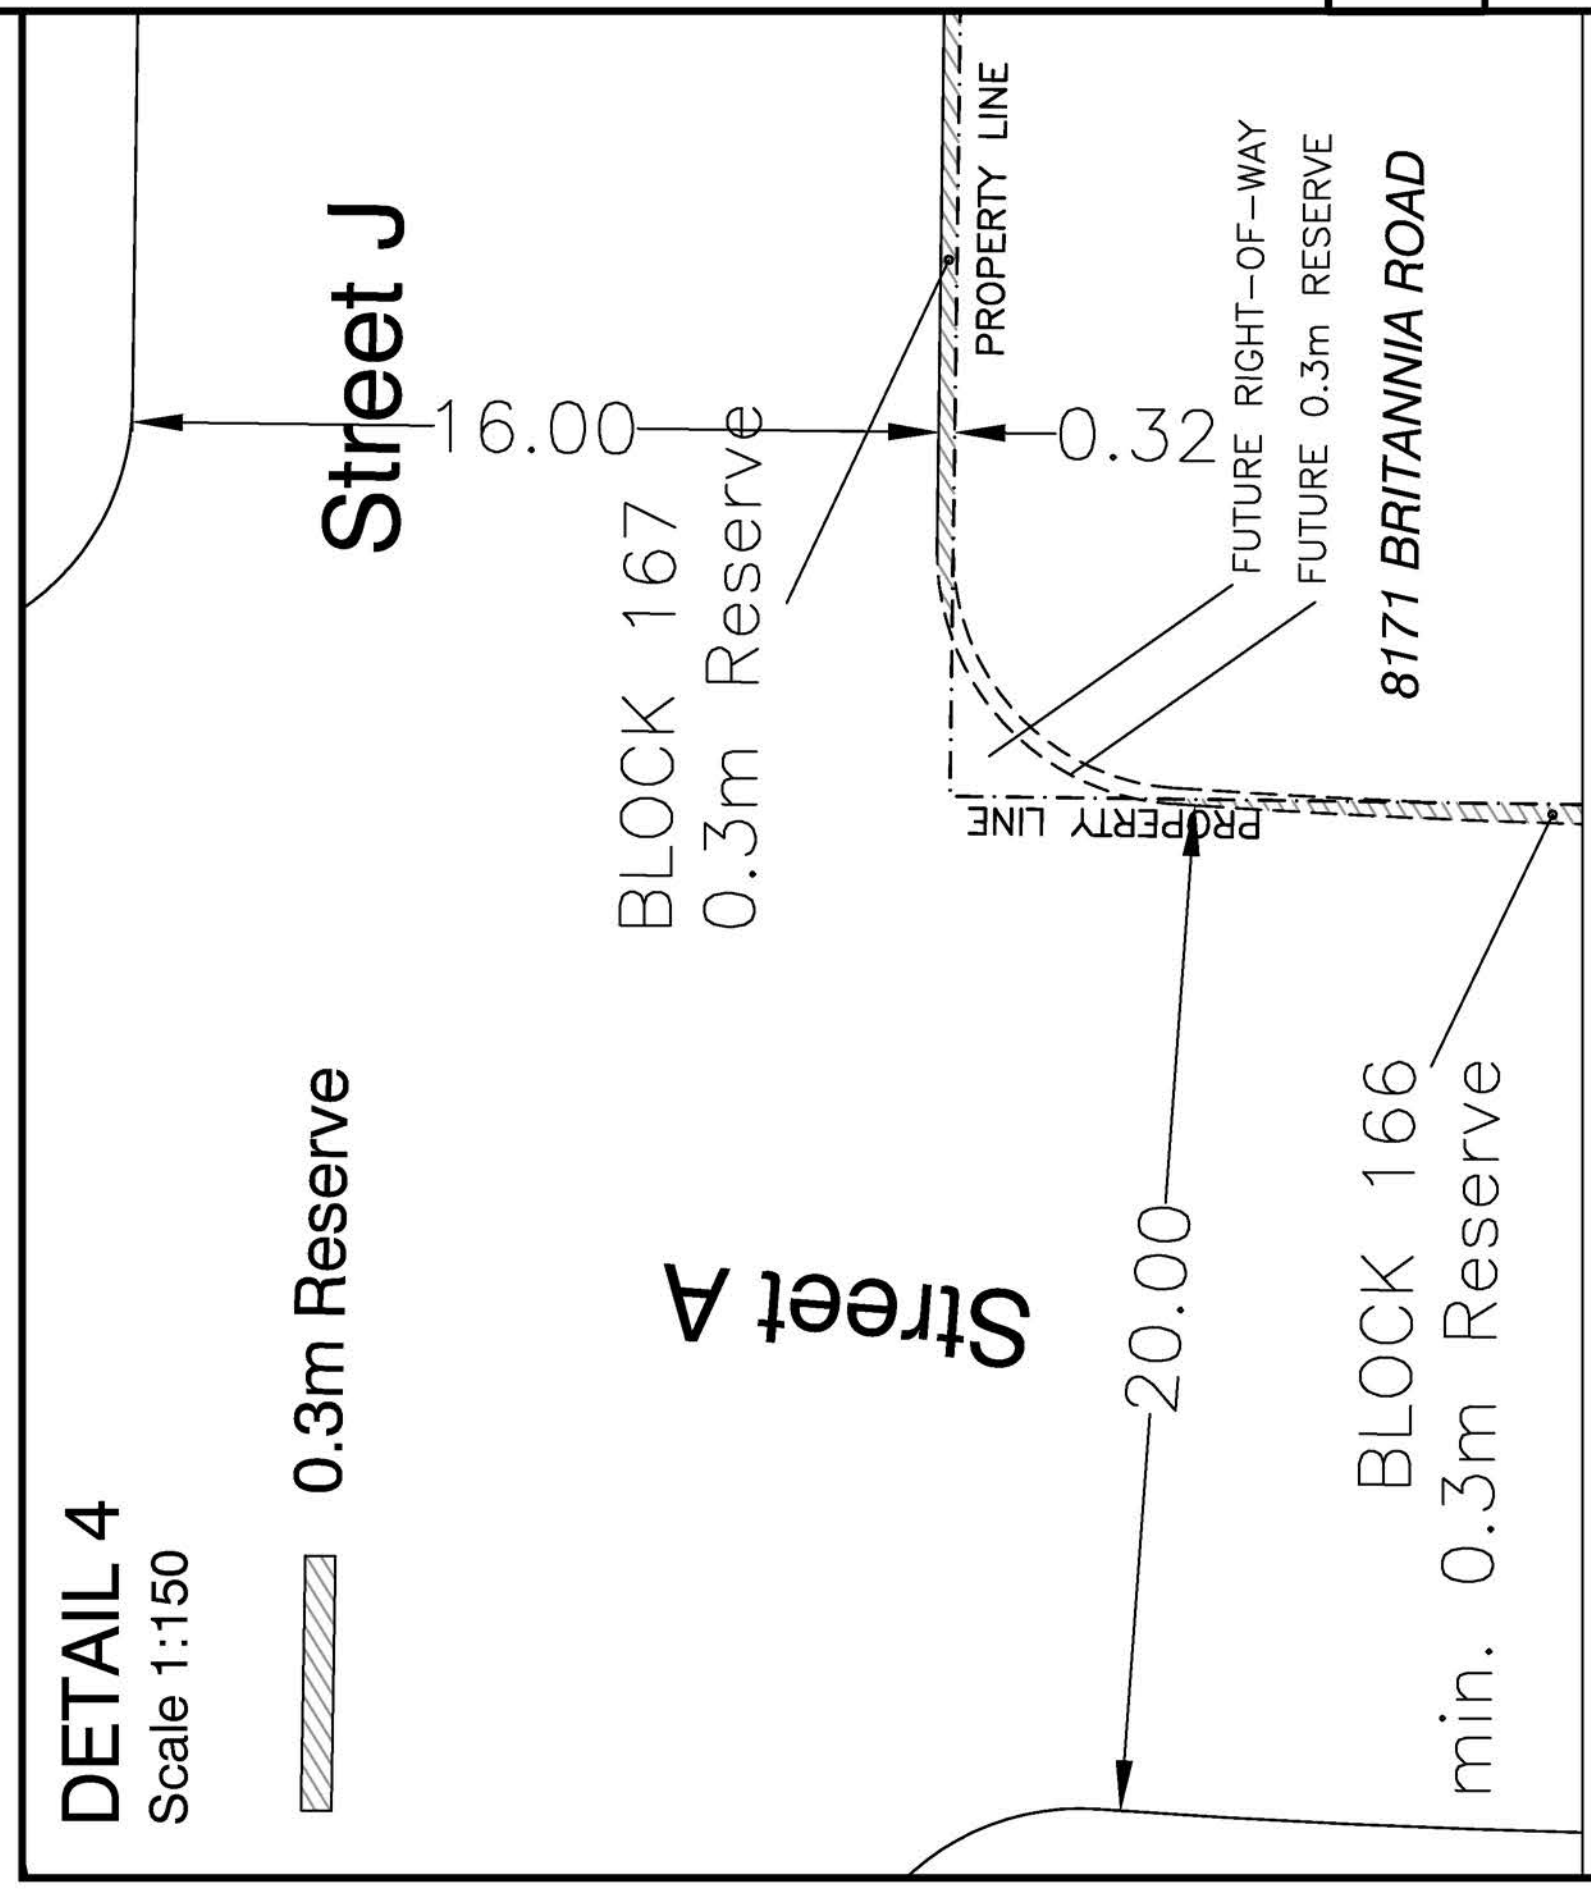 DETAIL 4
Scale 1:150
0.3m Reserve
Street J
16.00
BLOCK 167
0.3m Reserve
PROPERTY LINE
0.32
FUTURE RIGHT-OF-WAY
FUTURE 0.3m RESERVE
8171 BRITANNIA ROAD
PROPERTY LINE
Street A
20.00
BLOCK 166
min. 0.3m Reserve